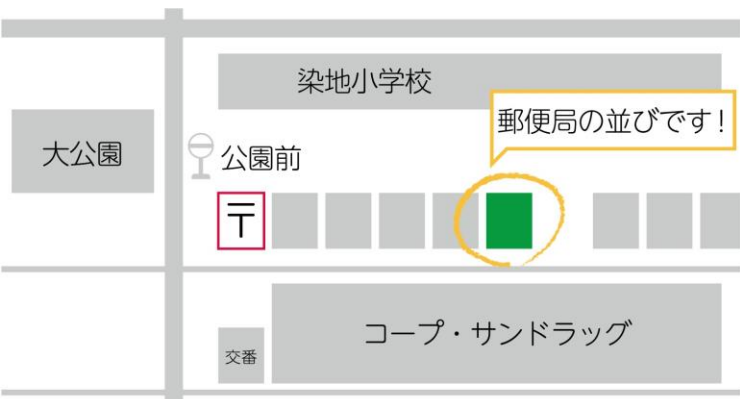 染地小学校
郵便局の並びです!
大公園
公園前
〒
コープ・サンドラッグ
交番